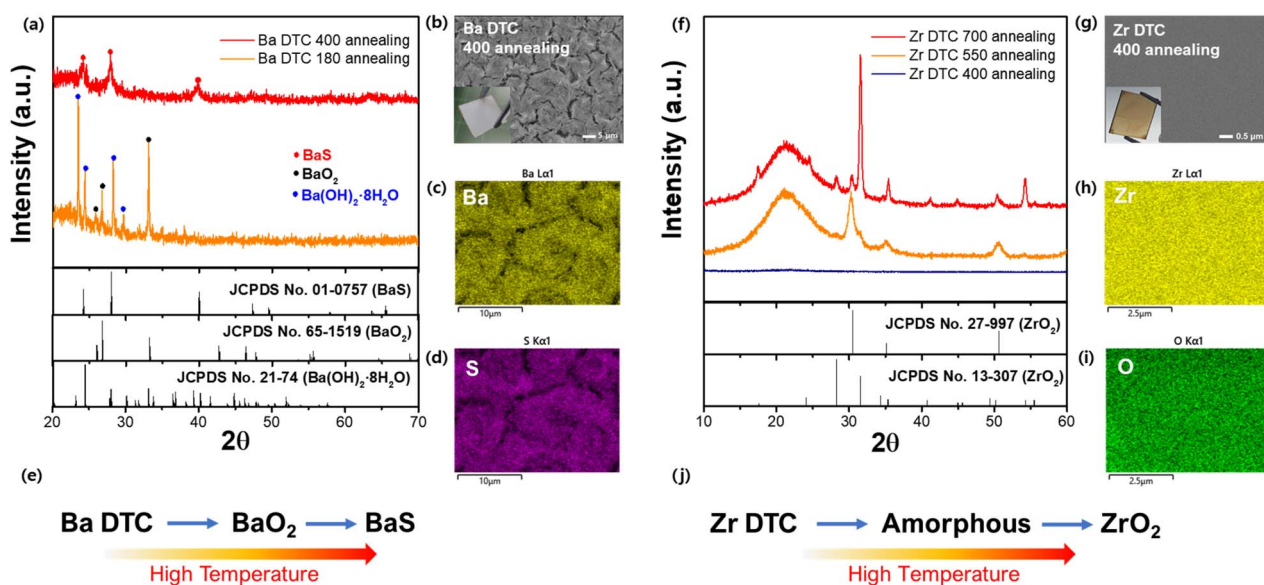 (a)
Intensity (a.u.)
Ba DTC 400 annealing
Ba DTC 180 annealing
BaS
BaO₂
Ba(OH)₂·8H₂O
JCPDS No. 01-0757 (BaS)
JCPDS No. 65-1519 (BaO₂)
JCPDS No. 21-74 (Ba(OH)₂·8H₂O)
20 30 40 50 60 70
2θ
(b)
Ba DTC
400 annealing
5 μm
(c)
Ba Lα1
Ba
10μm
(d)
S Kα1
S
10μm
(e)
Ba DTC → BaO₂ → BaS
High Temperature
(f)
Intensity (a.u.)
Zr DTC 700 annealing
Zr DTC 550 annealing
Zr DTC 400 annealing
JCPDS No. 27-997 (ZrO₂)
JCPDS No. 13-307 (ZrO₂)
10 20 30 40 50 60
2θ
(g)
Zr DTC
400 annealing
0.5 μm
(h)
Zr Lα1
Zr
2.5μm
(i)
O Kα1
O
2.5μm
(j)
Zr DTC → Amorphous → ZrO₂
High Temperature